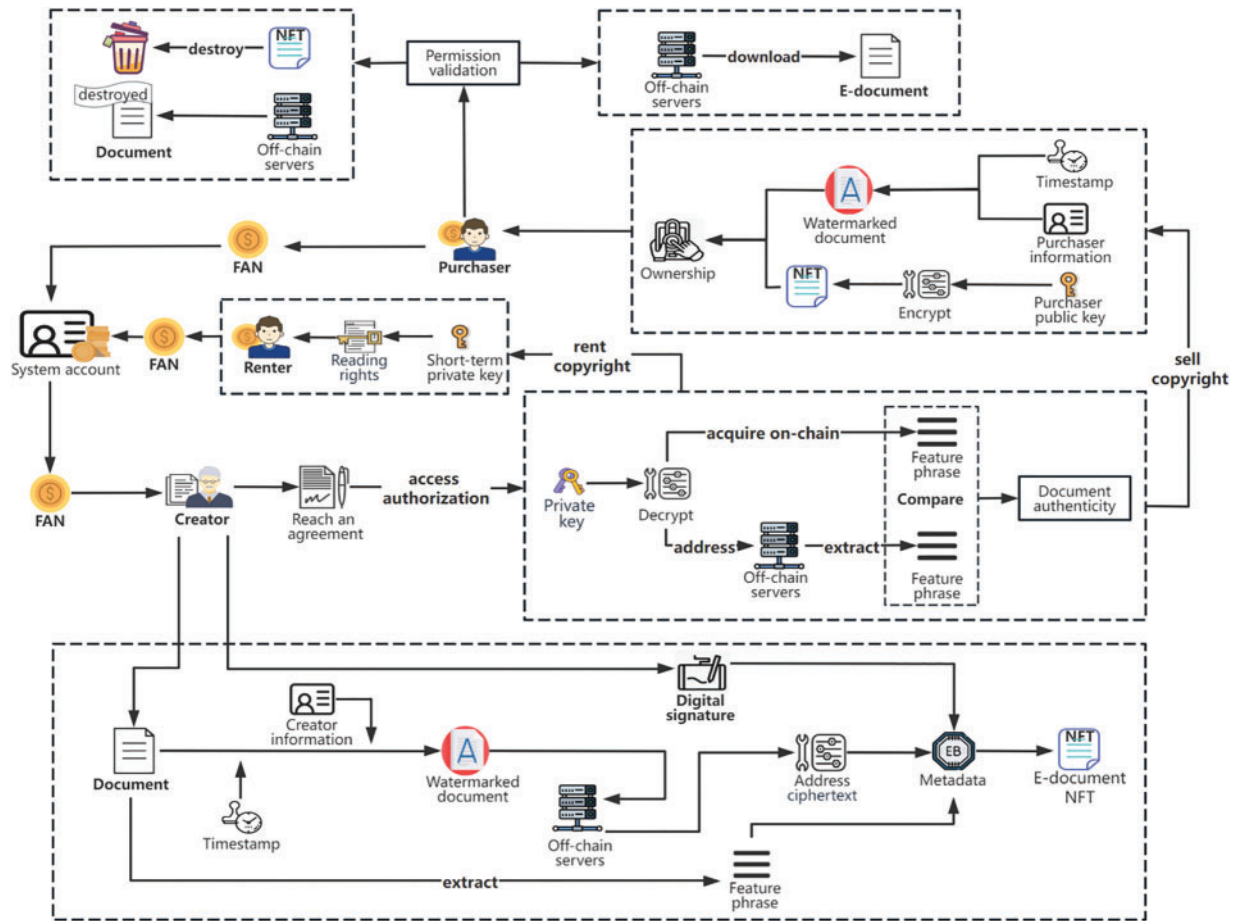 destroy
NFT
destroyed
Document
Off-chain
servers
Permission
validation
Off-chain
servers
download
E-document
Timestamp
Purchaser
information
A
Watermarked
document
Ownership
NFT
Encrypt
Purchaser
public key
Purchaser
FAN
System account
FAN
Renter
Reading
rights
Short-term
private key
rent
copyright
sell
copyright
FAN
Creator
Reach an
agreement
access
authorization
Private
key
Decrypt
acquire on-chain
Feature
phrase
Compare
address
Off-chain
servers
extract
Feature
phrase
Document
authenticity
Digital
signature
Creator
information
Document
Timestamp
A
Watermarked
document
Off-chain
servers
Address
ciphertext
EB
Metadata
NFT
E-document
NFT
extract
Feature
phrase